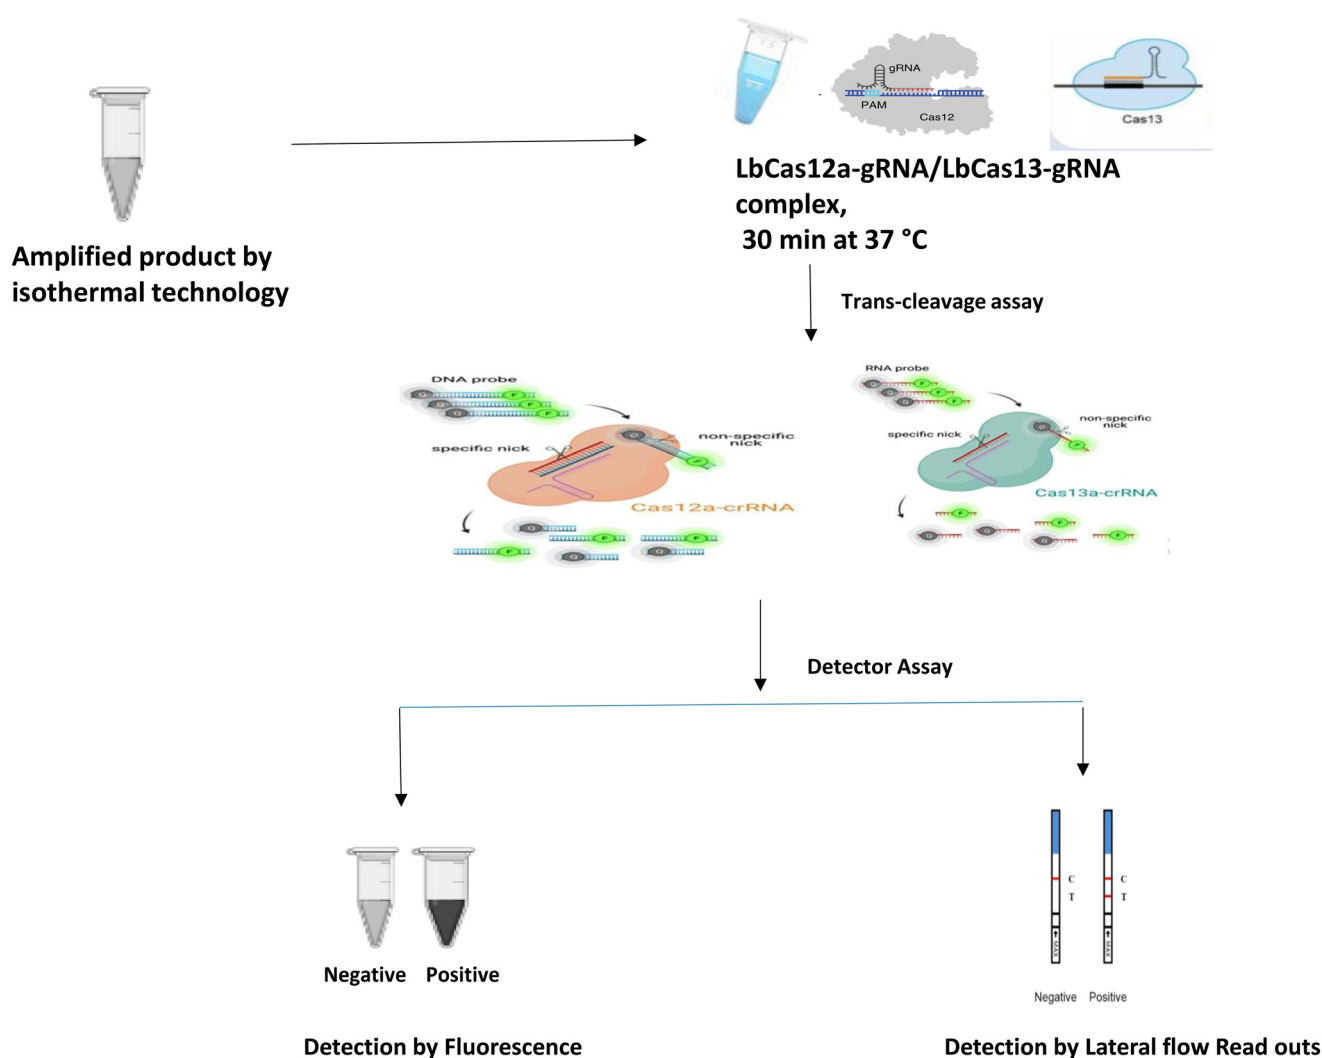 gRNA
PAM
Cas12
Cas13
LbCas12a-gRNA/LbCas13-gRNA
complex,
30 min at 37 °C
Amplified product by
isothermal technology
Trans-cleavage assay
DNA probe
Q F
Q F
Q F
specific nick
Q
non-specific
nick
F
Cas12a-crRNA
Q
F F
F Q Q
RNA probe
Q F
Q F
Q F
specific nick
Q
non-specific
nick
F
Cas13a-crRNA
F
Q Q F
Q F
Detector Assay
C C
T T
MAX MAX
Negative Positive
Negative Positive
Detection by Fluorescence
Detection by Lateral flow Read outs